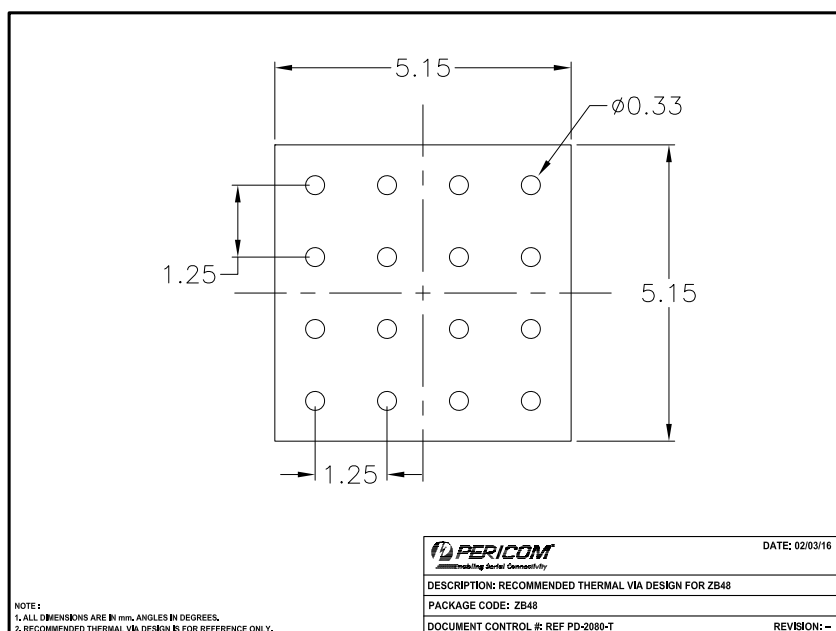 5.15
ø0.33
1.25
5.15
1.25
PERICOM
Enabling Serial Connectivity
DATE: 02/03/16
DESCRIPTION: RECOMMENDED THERMAL VIA DESIGN FOR ZB48
PACKAGE CODE: ZB48
DOCUMENT CONTROL #: REF PD-2080-T
REVISION: --
NOTE :
1. ALL DIMENSIONS ARE IN mm. ANGLES IN DEGREES.
2. RECOMMENDED THERMAL VIA DESIGN IS FOR REFERENCE ONLY.